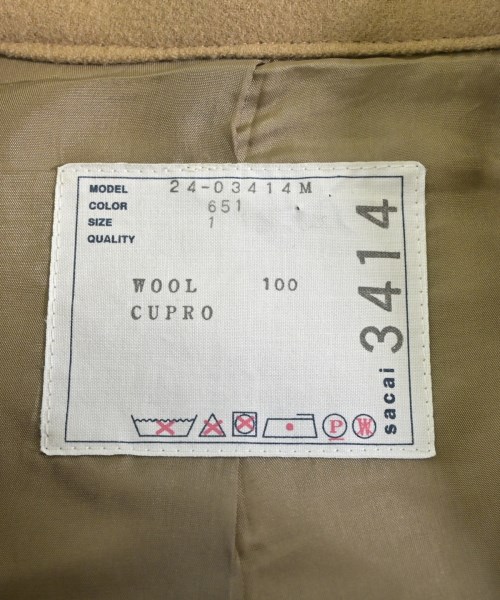 MODEL 24-03414M
COLOR 651
SIZE 1
QUALITY
WOOL 100
CUPRO
P W
sacai 3414